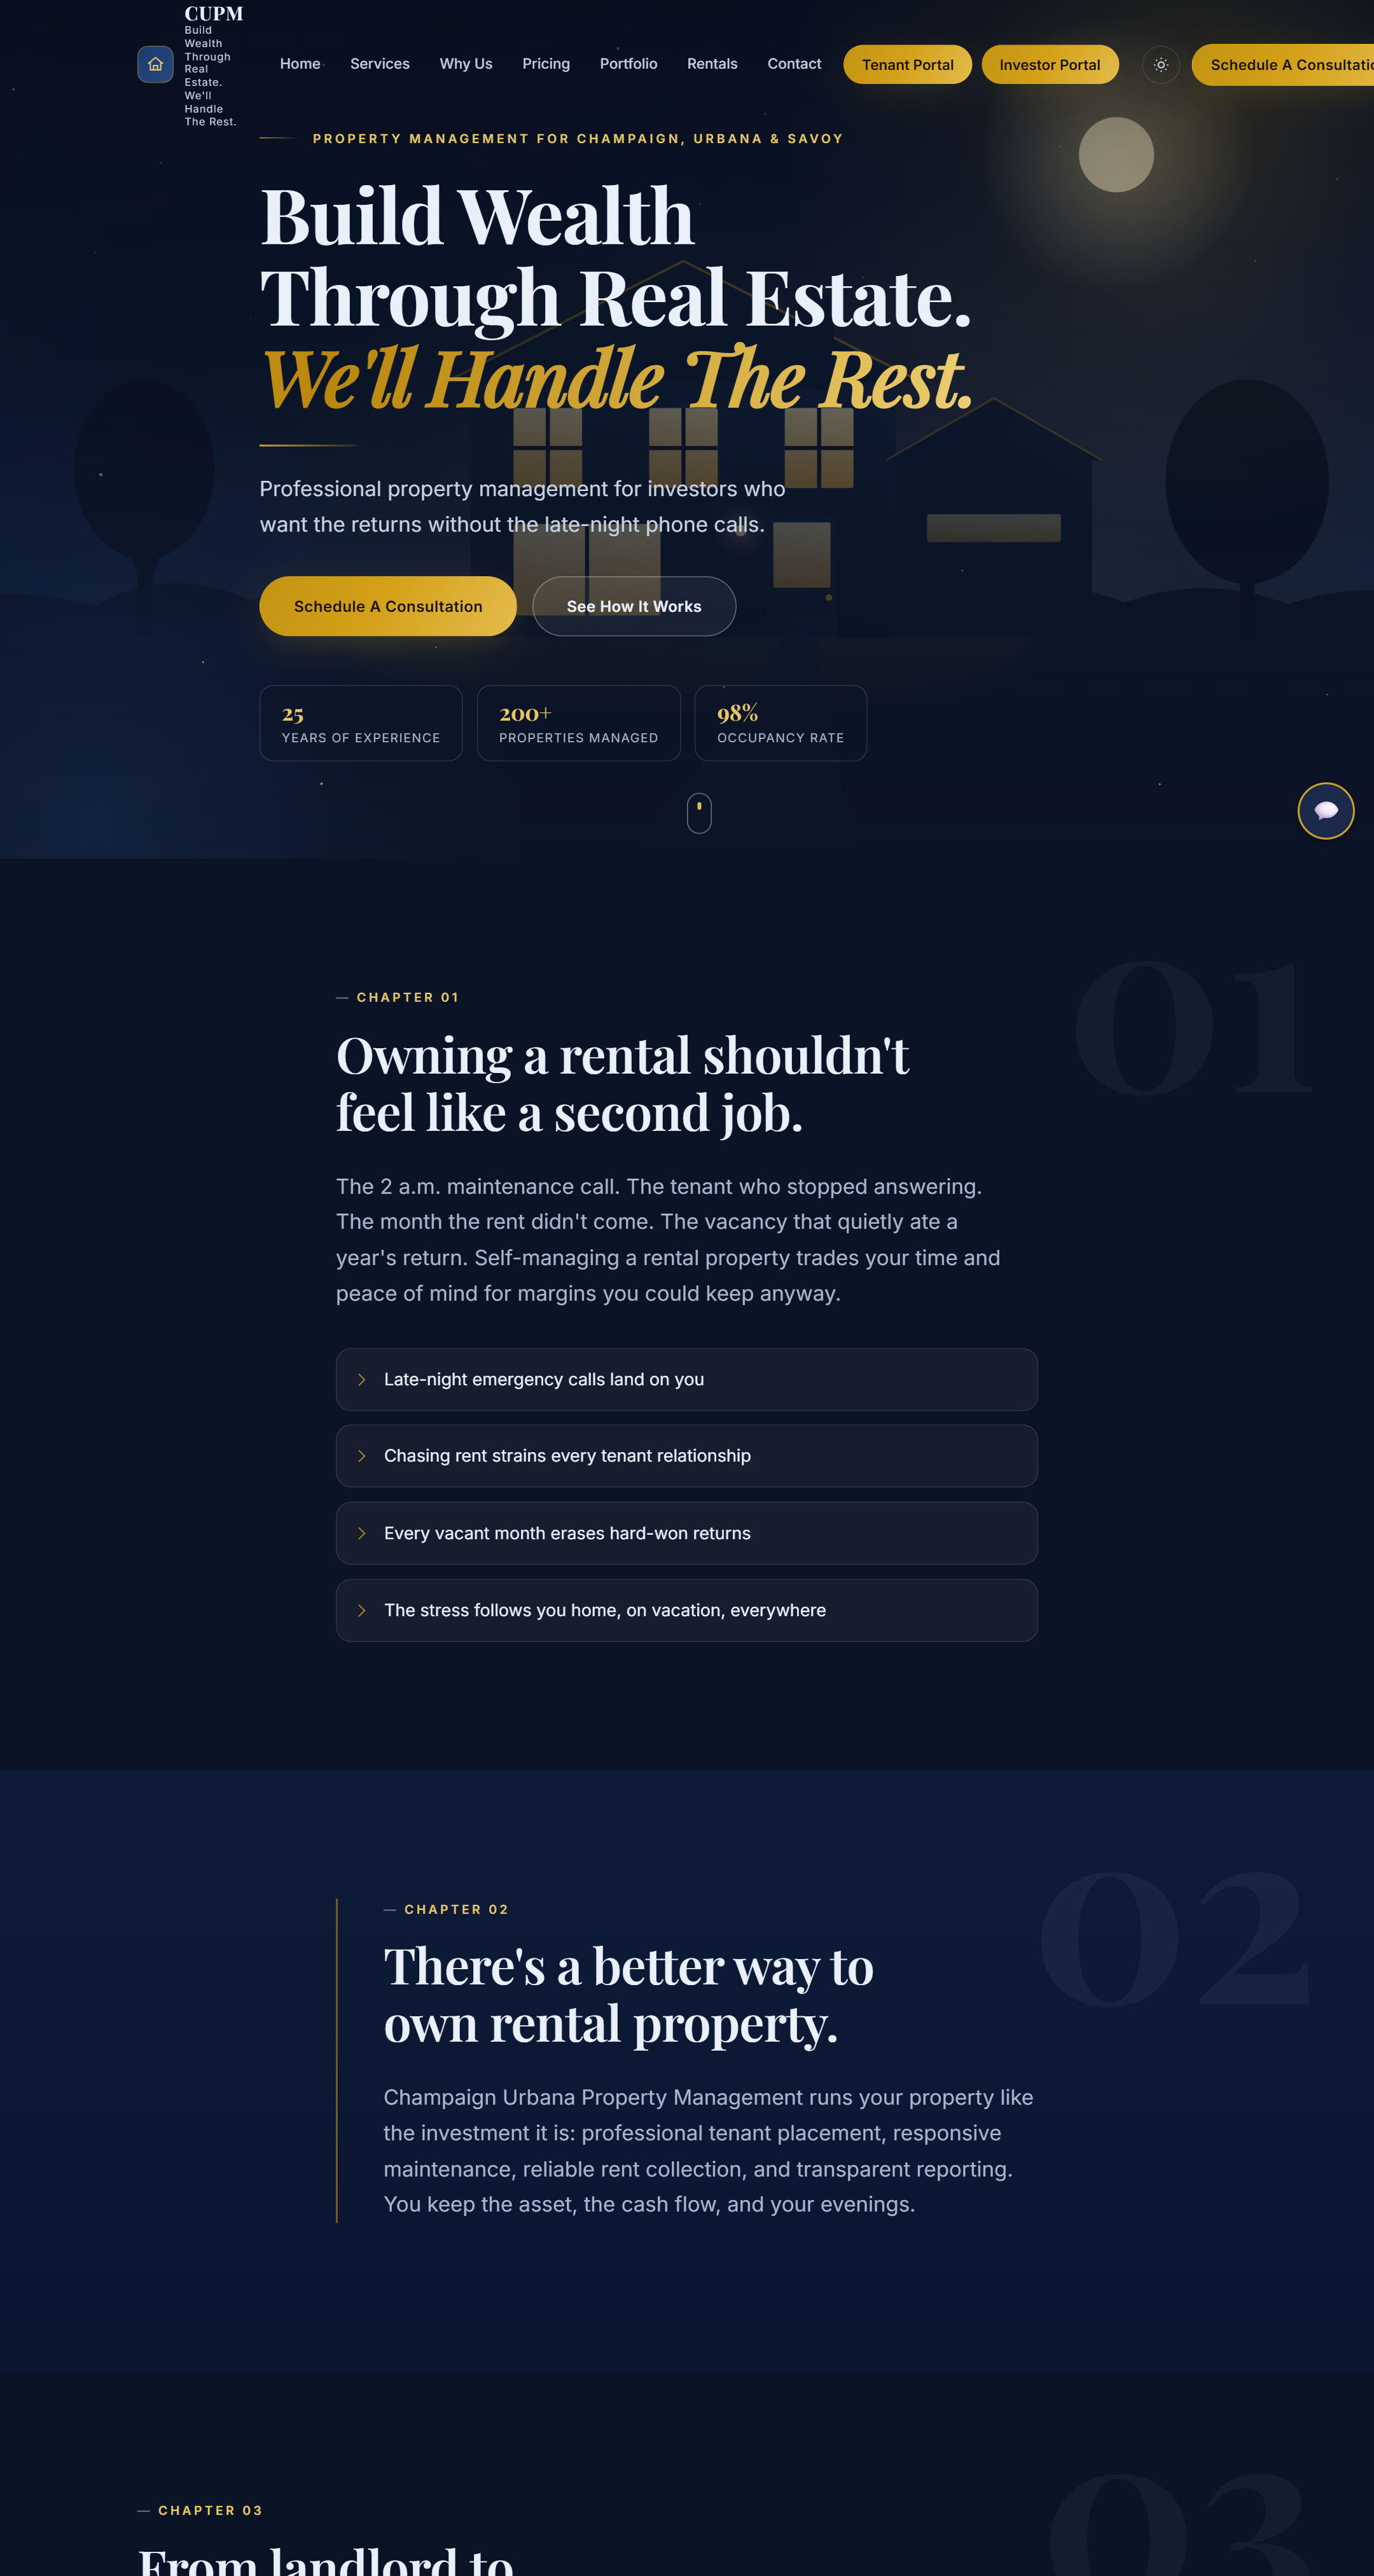 CUPM
Build
Wealth
Through
Real
Estate.
We'll
Handle
The Rest.
Home
Services
Why Us
Pricing
Portfolio
Rentals
Contact
Tenant Portal
Investor Portal
Schedule A Consultatio
PROPERTY MANAGEMENT FOR CHAMPAIGN, URBANA & SAVOY
Build Wealth
Through Real Estate.
We'll Handle The Rest.
Professional property management for investors who
want the returns without the late-night phone calls.
Schedule A Consultation
See How It Works
25
YEARS OF EXPERIENCE
200+
PROPERTIES MANAGED
98%
OCCUPANCY RATE
01
— CHAPTER 01
Owning a rental shouldn't
feel like a second job.
The 2 a.m. maintenance call. The tenant who stopped answering.
The month the rent didn't come. The vacancy that quietly ate a
year's return. Self-managing a rental property trades your time and
peace of mind for margins you could keep anyway.
Late-night emergency calls land on you
Chasing rent strains every tenant relationship
Every vacant month erases hard-won returns
The stress follows you home, on vacation, everywhere
02
— CHAPTER 02
There's a better way to
own rental property.
Champaign Urbana Property Management runs your property like
the investment it is: professional tenant placement, responsive
maintenance, reliable rent collection, and transparent reporting.
You keep the asset, the cash flow, and your evenings.
03
— CHAPTER 03
From landlord to